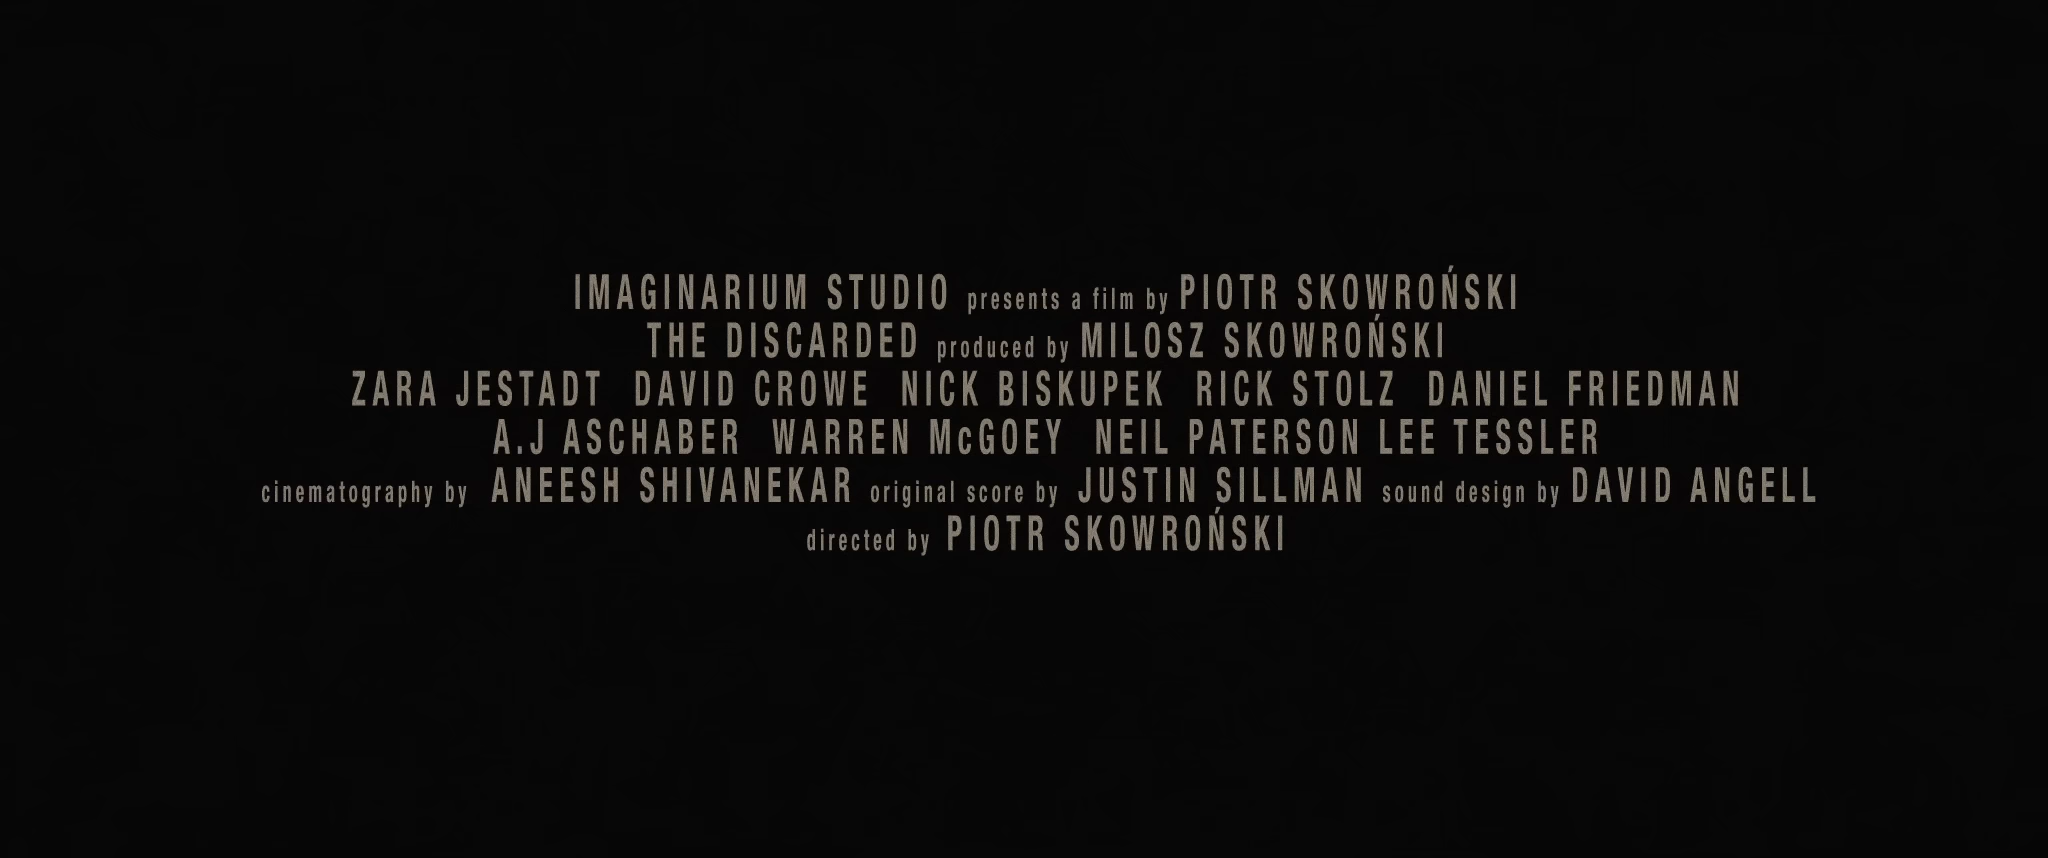 IMAGINARIUM STUDIO presents a film by PIOTR SKOWROŃSKI
THE DISCARDED produced by MILOSZ SKOWROŃSKI
ZARA JESTADT DAVID CROWE NICK BISKUPEK RICK STOLZ DANIEL FRIEDMAN
A.J ASCHABER WARREN McGOEY NEIL PATERSON LEE TESSLER
cinematography by ANEESH SHIVANEKAR original score by JUSTIN SILLMAN sound design by DAVID ANGELL
directed by PIOTR SKOWROŃSKI